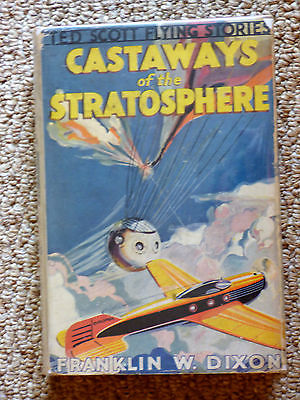 TED SCOTT FLYING STORIES
CASTAWAYS
of the
STRATOSPHERE
FRANKLIN W. DIXON